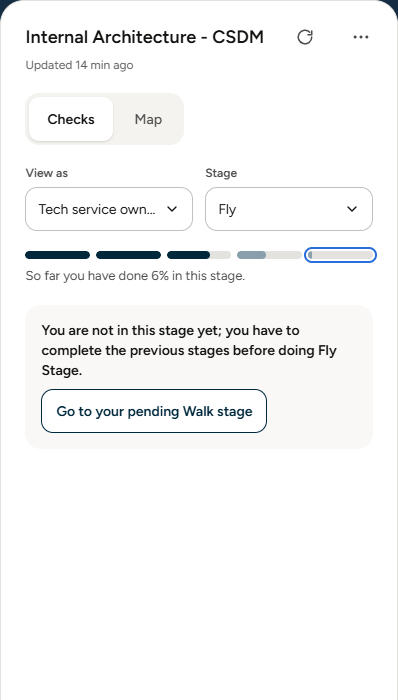 Internal Architecture - CSDM
Updated 14 min ago
Checks
Map
View as
Stage
Tech service own...
Fly
So far you have done 6% in this stage.
You are not in this stage yet; you have to
complete the previous stages before doing Fly
Stage.
Go to your pending Walk stage